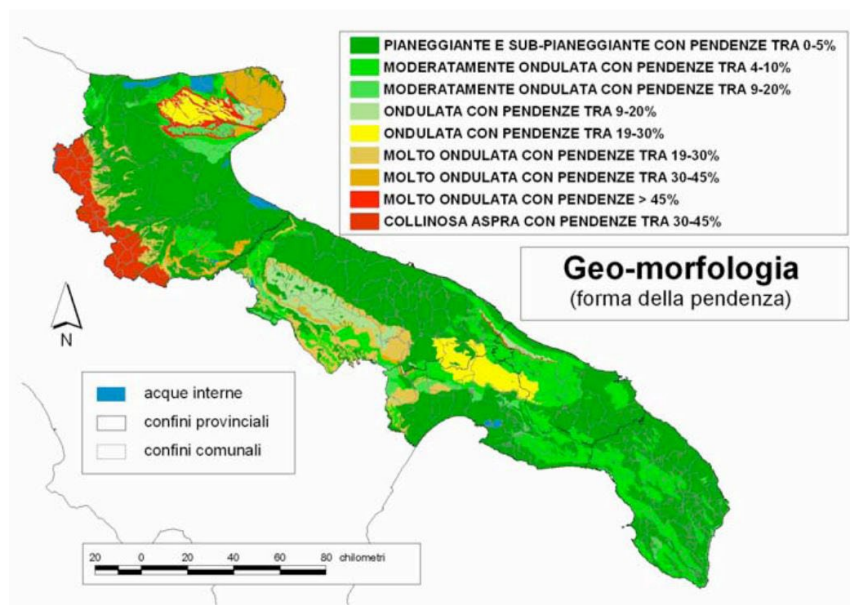 PIANEGGIANTE E SUB-PIANEGGIANTE CON PENDENZE TRA 0-5%
MODERATAMENTE ONDULATA CON PENDENZE TRA 4-10%
MODERATAMENTE ONDULATA CON PENDENZE TRA 9-20%
ONDULATA CON PENDENZE TRA 9-20%
ONDULATA CON PENDENZE TRA 19-30%
MOLTO ONDULATA CON PENDENZE TRA 19-30%
MOLTO ONDULATA CON PENDENZE TRA 30-45%
MOLTO ONDULATA CON PENDENZE > 45%
COLLINOSA ASPRA CON PENDENZE TRA 30-45%
Geo-morfologia
(forma della pendenza)
N
acque interne
confini provinciali
confini comunali
20 0 20 40 60 80 chilometri